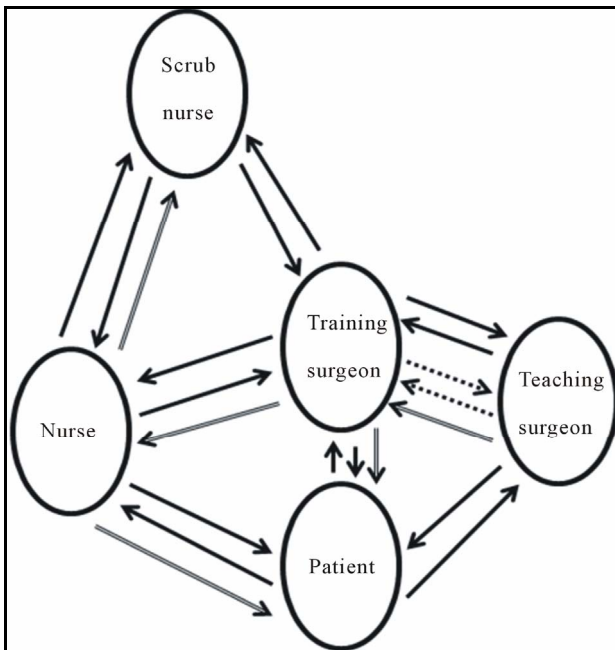 Scrub
nurse
Training
surgeon
Teaching
surgeon
Nurse
Patient